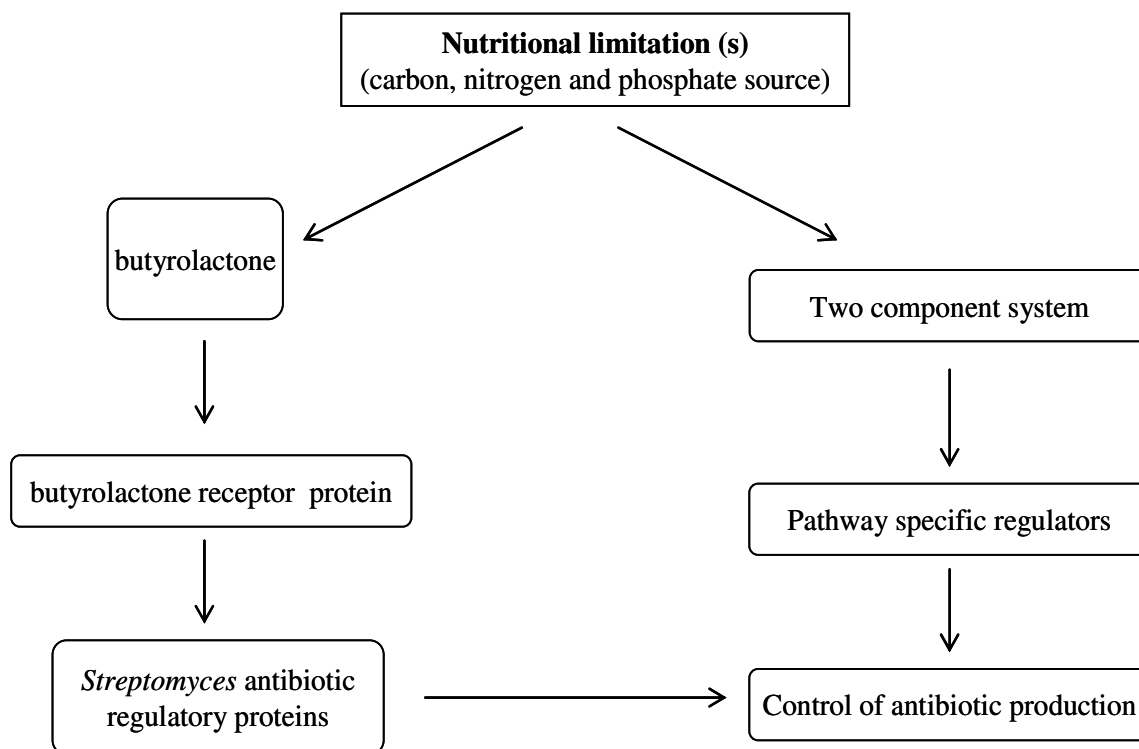 Nutritional limitation (s)
(carbon, nitrogen and phosphate source)
butyrolactone
Two component system
butyrolactone receptor protein
Pathway specific regulators
Streptomyces antibiotic
regulatory proteins
Control of antibiotic production